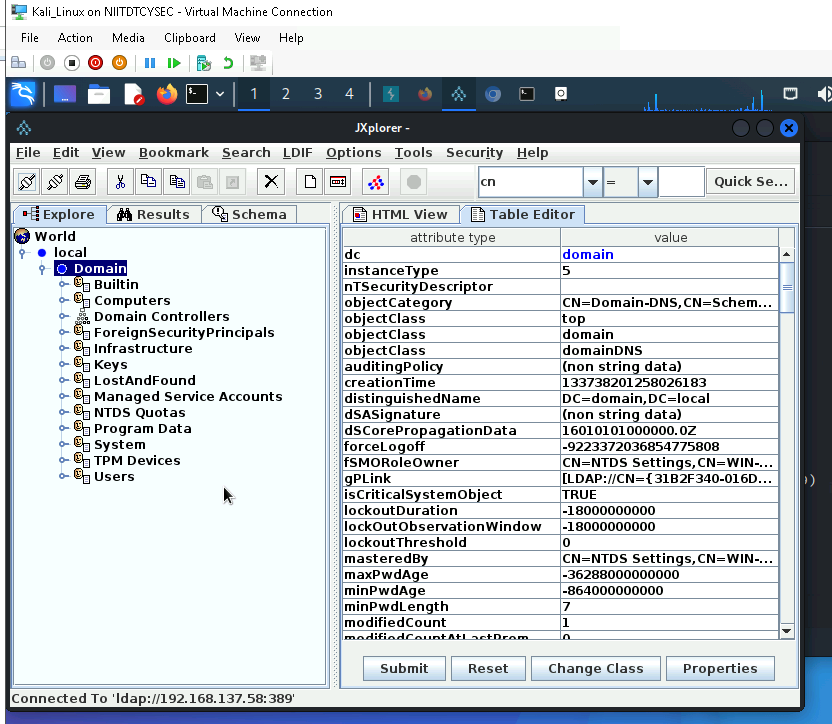 Kali_Linux on NIITDTCYSEC - Virtual Machine Connection
File Action Media Clipboard View Help
1 2 3 4
JXplorer -
File Edit View Bookmark Search LDIF Options Tools Security Help
cn = Quick Se...
Explore Results Schema HTML View Table Editor
attribute type value
World
local
Domain
Builtin
Computers
Domain Controllers
ForeignSecurityPrincipals
Infrastructure
Keys
LostAndFound
Managed Service Accounts
NTDS Quotas
Program Data
System
TPM Devices
Users
dc domain
instanceType 5
nTSecurityDescriptor
objectCategory CN=Domain-DNS,CN=Schem...
objectClass top
objectClass domain
objectClass domainDNS
auditingPolicy (non string data)
creationTime 133738201258026183
distinguishedName DC=domain,DC=local
dSASignature (non string data)
dSCorePropagationData 16010101000000.0Z
forceLogoff -9223372036854775808
fSMORoleOwner CN=NTDS Settings,CN=WIN-...
gPLink [LDAP://CN={31B2F340-016D...
isCriticalSystemObject TRUE
lockoutDuration -18000000000
lockOutObservationWindow -18000000000
lockoutThreshold 0
masteredBy CN=NTDS Settings,CN=WIN-...
maxPwdAge -36288000000000
minPwdAge -864000000000
minPwdLength 7
modifiedCount 1
modifiedCountAtLastProm 0
Submit Reset Change Class Properties
Connected To 'ldap://192.168.137.58:389'